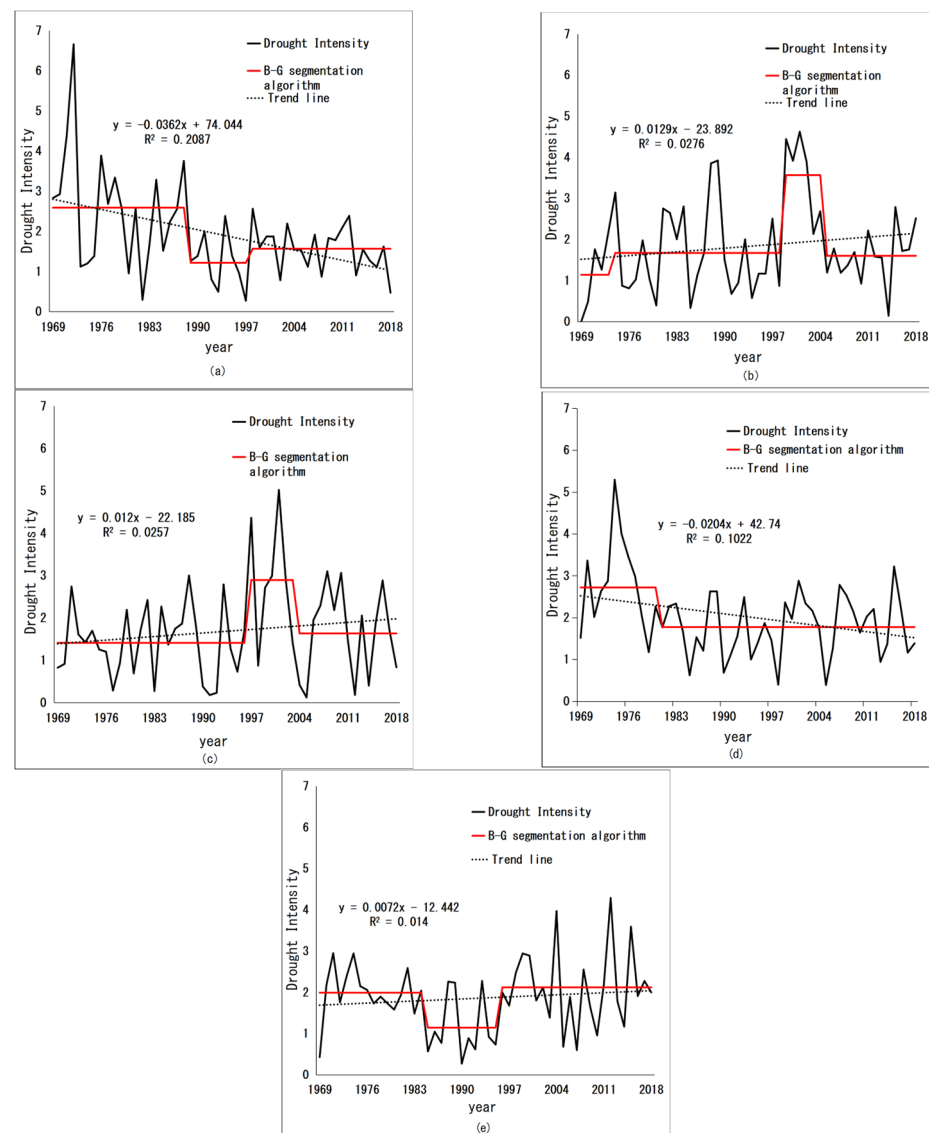 7
6
5
4
3
2
1
0
Drought Intensity
Drought Intensity
B-G segmentation
algorithm
Trend line
y = -0.0362x + 74.044
R² = 0.2087
1969 1976 1983 1990 1997 2004 2011 2018
year
(a)
7
6
5
4
3
2
1
0
Drought Intensity
Drought Intensity
B-G segmentation
algorithm
Trend line
y = 0.0129x - 23.892
R² = 0.0276
1969 1976 1983 1990 1997 2004 2011 2018
year
(b)
7
6
5
4
3
2
1
0
Drought Intensity
Drought Intensity
B-G segmentation
algorithm
y = 0.012x - 22.185
R² = 0.0257
1969 1976 1983 1990 1997 2004 2011 2018
year
(c)
7
6
5
4
3
2
1
0
Drought Intensity
Drought Intensity
B-G segmentation algorithm
Trend line
y = -0.0204x + 42.74
R² = 0.1022
1969 1976 1983 1990 1997 2004 2011 2018
year
(d)
7
6
5
4
3
2
1
0
Drought Intensity
Drought Intensity
B-G segmentation algorithm
Trend line
y = 0.0072x - 12.442
R² = 0.014
1969 1976 1983 1990 1997 2004 2011 2018
year
(e)